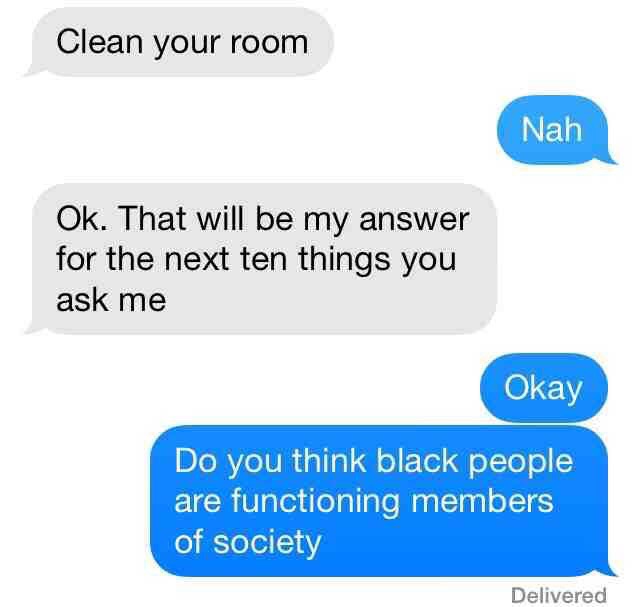 Clean your room
Nah
Ok. That will be my answer
for the next ten things you
ask me
Okay
Do you think black people
are functioning members
of society
Delivered